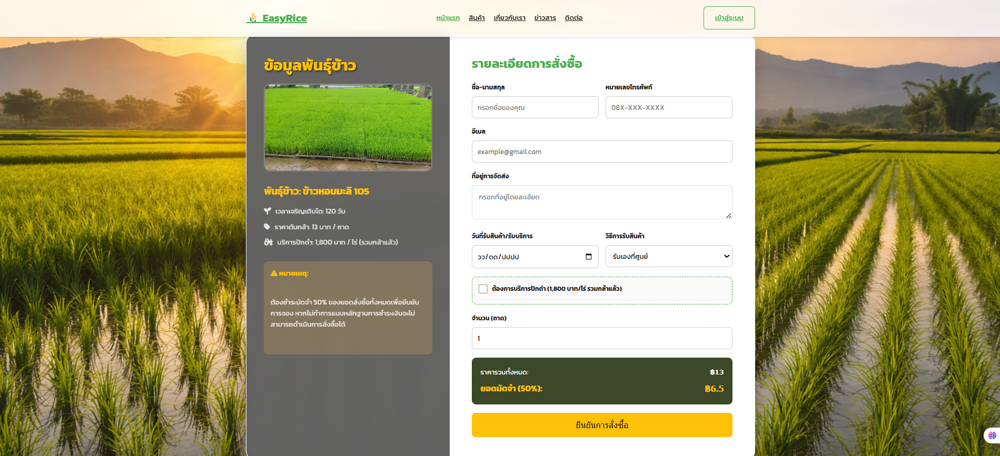 EasyRice
หน้าแรก สินค้า เกี่ยวกับเรา ข่าวสาร ติดต่อ
เข้าสู่ระบบ
ข้อมูลพันธุ์ข้าว
พันธุ์ข้าว: ข้าวหอมมะลิ 105
เวลาเจริญเติบโต: 120 วัน
ราคาต้นกล้า: 13 บาท / ถาด
บริการปักดำ: 1,800 บาท / ไร่ (รวมกล้าแล้ว)
หมายเหตุ:
ต้องชำระมัดจำ 50% ของยอดสั่งซื้อทั้งหมดเพื่อยืนยัน
การจอง หากไม่ทำการแนบหลักฐานการชำระเงินจะไม่
สามารถดำเนินการสั่งซื้อได้
รายละเอียดการสั่งซื้อ
ชื่อ-นามสกุล
กรอกชื่อของคุณ
หมายเลขโทรศัพท์
08X-XXX-XXXX
อีเมล
example@gmail.com
ที่อยู่การจัดส่ง
กรอกที่อยู่โดยละเอียด
วันที่รับสินค้า/รับบริการ
วว/ดด/ปปปป
วิธีการรับสินค้า
รับเองที่ศูนย์
ต้องการบริการปักดำ (1,800 บาท/ไร่ รวมกล้าแล้ว)
จำนวน (ถาด)
1
ราคารวมทั้งหมด: ฿13
ยอดมัดจำ (50%): ฿6.5
ยืนยันการสั่งซื้อ